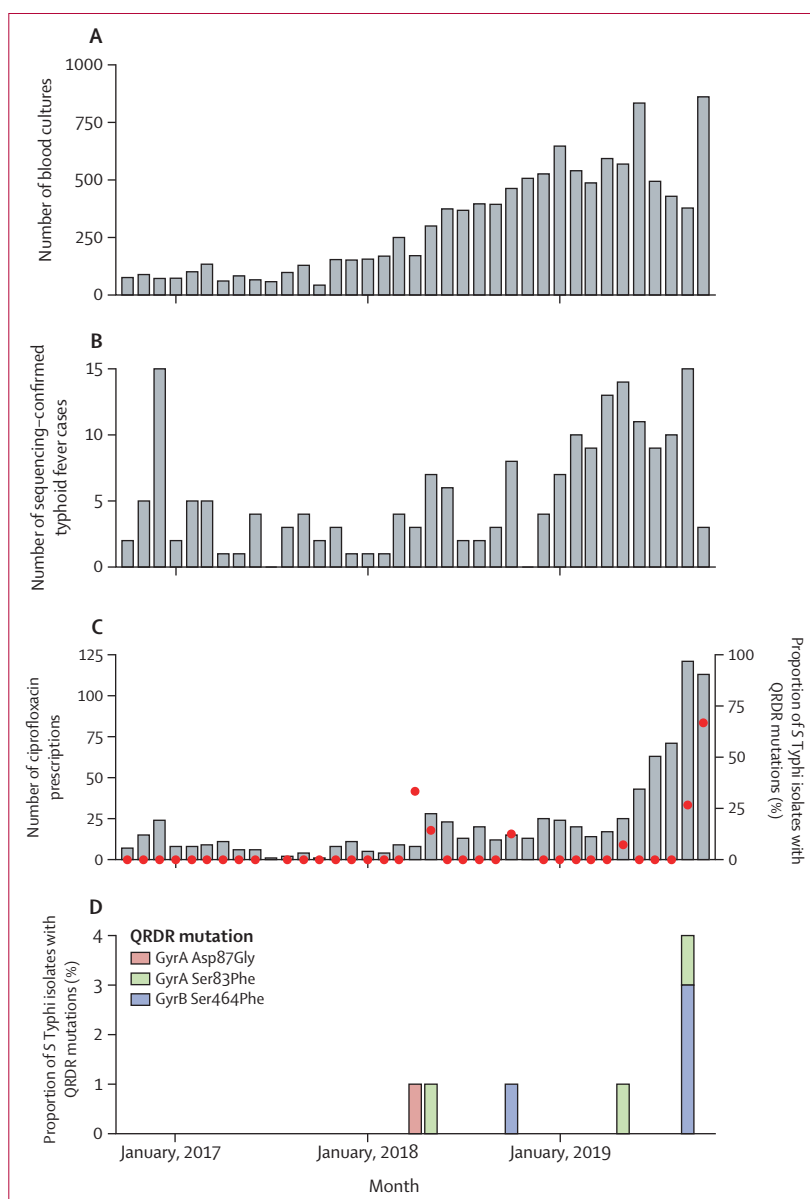 A
1000
750
500
250
0
Number of blood cultures
B
15
10
5
0
Number of sequencing–confirmed
typhoid fever cases
C
125
100
75
50
25
0
Number of ciprofloxacin
prescriptions
100
75
50
25
0
Proportion of S Typhi isolates with
QRDR mutations (%)
D
4
3
2
1
0
Proportion of S Typhi isolates with
QRDR mutations (%)
QRDR mutation
GyrA Asp87Gly
GyrA Ser83Phe
GyrB Ser464Phe
January, 2017
January, 2018
January, 2019
Month